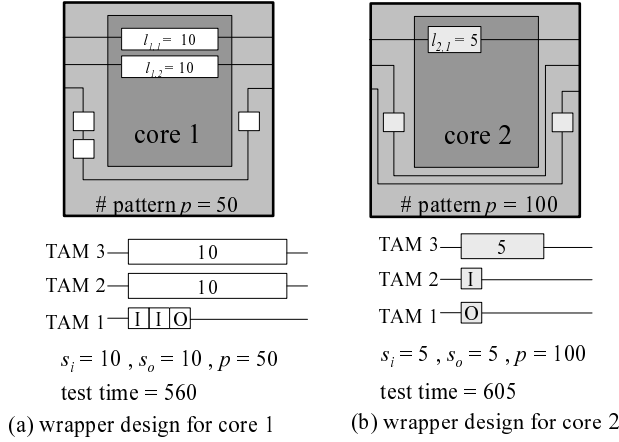 l1,1 = 10
l1,2 = 10
core 1
# pattern p = 50
TAM 3 10
TAM 2 10
TAM 1 I I O
si = 10 , so = 10 , p = 50
test time = 560
(a) wrapper design for core 1
l2,1 = 5
core 2
# pattern p = 100
TAM 3 5
TAM 2 I
TAM 1 O
si = 5 , so = 5 , p = 100
test time = 605
(b) wrapper design for core 2